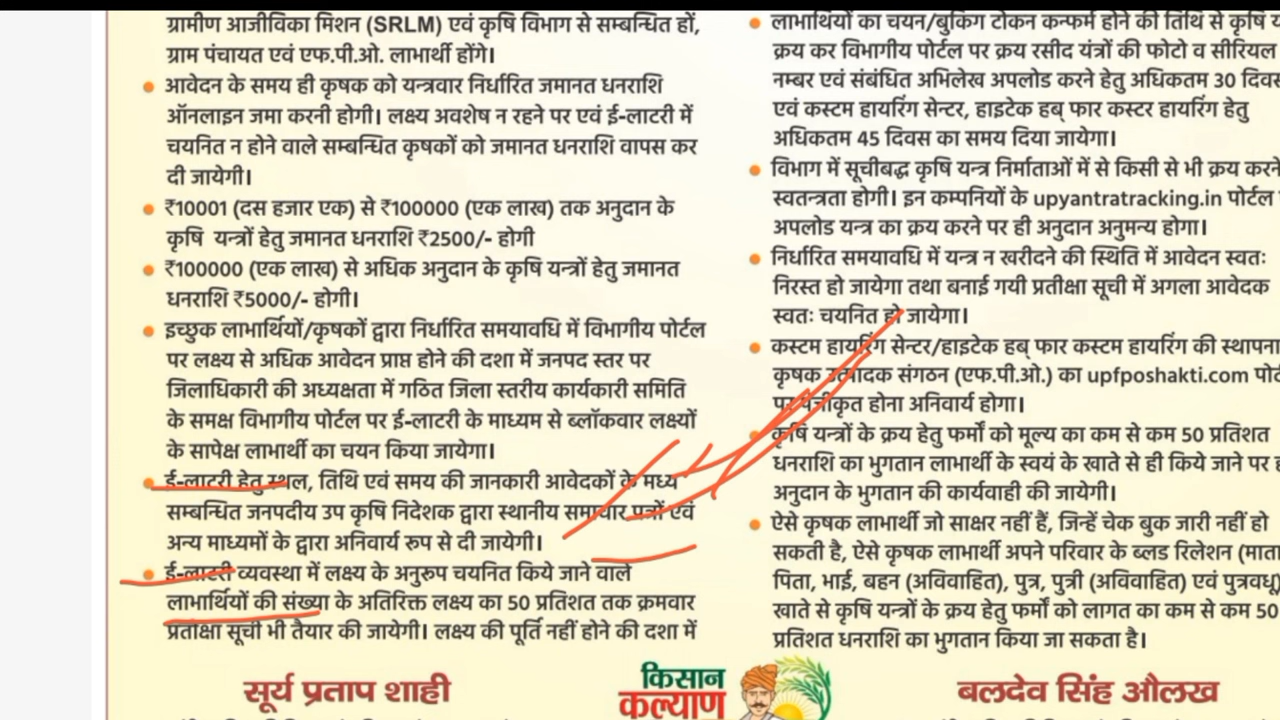 ग्रामीण आजीविका मिशन (SRLM) एवं कृषि विभाग से सम्बन्धित हों,
ग्राम पंचायत एवं एफ.पी.ओ. लाभार्थी होंगे।
आवेदन के समय ही कृषक को यन्त्रवार निर्धारित जमानत धनराशि
ऑनलाइन जमा करनी होगी। लक्ष्य अवशेष न रहने पर एवं ई-लाटरी में
चयनित न होने वाले सम्बन्धित कृषकों को जमानत धनराशि वापस कर
दी जायेगी।
₹10001 (दस हजार एक) से ₹100000 (एक लाख) तक अनुदान के
कृषि यन्त्रों हेतु जमानत धनराशि ₹2500/- होगी
₹100000 (एक लाख) से अधिक अनुदान के कृषि यन्त्रों हेतु जमानत
धनराशि ₹5000/- होगी।
इच्छुक लाभार्थियों/कृषकों द्वारा निर्धारित समयावधि में विभागीय पोर्टल
पर लक्ष्य से अधिक आवेदन प्राप्त होने की दशा में जनपद स्तर पर
जिलाधिकारी की अध्यक्षता में गठित जिला स्तरीय कार्यकारी समिति
के समक्ष विभागीय पोर्टल पर ई-लाटरी के माध्यम से ब्लॉकवार लक्ष्यों
के सापेक्ष लाभार्थी का चयन किया जायेगा।
ई-लाटरी हेतु स्थल, तिथि एवं समय की जानकारी आवेदकों के मध्य
सम्बन्धित जनपदीय उप कृषि निदेशक द्वारा स्थानीय समाचार पत्रों एवं
अन्य माध्यमों के द्वारा अनिवार्य रूप से दी जायेगी।
ई-लाटरी व्यवस्था में लक्ष्य के अनुरूप चयनित किये जाने वाले
लाभार्थियों की संख्या के अतिरिक्त लक्ष्य का 50 प्रतिशत तक क्रमवार
प्रतीक्षा सूची भी तैयार की जायेगी। लक्ष्य की पूर्ति नहीं होने की दशा में
लाभार्थियों का चयन/बुकिंग टोकन कन्फर्म होने की तिथि से कृषि
क्रय कर विभागीय पोर्टल पर क्रय रसीद यंत्रों की फोटो व सीरियल
नम्बर एवं संबंधित अभिलेख अपलोड करने हेतु अधिकतम 30 दिवस
एवं कस्टम हायरिंग सेन्टर, हाइटेक हब् फार कस्टर हायरिंग हेतु
अधिकतम 45 दिवस का समय दिया जायेगा।
विभाग में सूचीबद्ध कृषि यन्त्र निर्माताओं में से किसी से भी क्रय करने
स्वतन्त्रता होगी। इन कम्पनियों के upyantratracking.in पोर्टल
अपलोड यन्त्र का क्रय करने पर ही अनुदान अनुमन्य होगा।
निर्धारित समयावधि में यन्त्र न खरीदने की स्थिति में आवेदन स्वतः
निरस्त हो जायेगा तथा बनाई गयी प्रतीक्षा सूची में अगला आवेदक
स्वतः चयनित हो जायेगा।
कस्टम हायरिंग सेन्टर/हाइटेक हब् फार कस्टम हायरिंग की स्थापना
कृषक उत्पादक संगठन (एफ.पी.ओ.) का upfposhakti.com
पर पंजीकृत होना अनिवार्य होगा।
कृषि यन्त्रों के क्रय हेतु फर्मों को मूल्य का कम से कम 50 प्रतिशत
धनराशि का भुगतान लाभार्थी के स्वयं के खाते से ही किये जाने पर
अनुदान के भुगतान की कार्यवाही की जायेगी।
ऐसे कृषक लाभार्थी जो साक्षर नहीं हैं, जिन्हें चेक बुक जारी नहीं हो
सकती है, ऐसे कृषक लाभार्थी अपने परिवार के ब्लड रिलेशन (माता
पिता, भाई, बहन (अविवाहित), पुत्र, पुत्री (अविवाहित) एवं पुत्रवधू)
खाते से कृषि यन्त्रों के क्रय हेतु फर्मों को लागत का कम से कम 50
प्रतिशत धनराशि का भुगतान किया जा सकता है।
सूर्य प्रताप शाही
किसान
कल्याण
बलदेव सिंह औलख